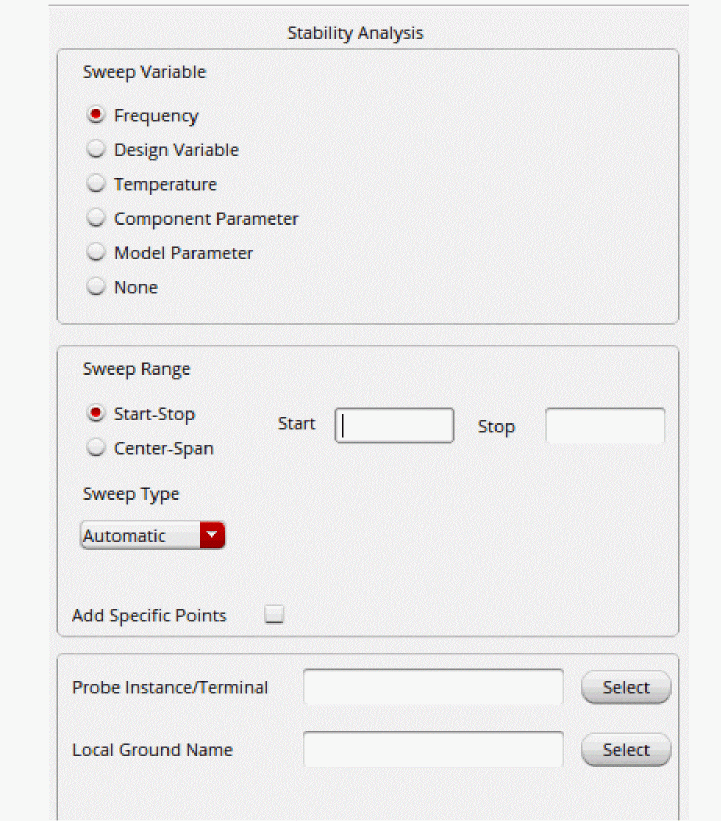 Stability Analysis
Sweep Variable
Frequency
Design Variable
Temperature
Component Parameter
Model Parameter
None
Sweep Range
Start-Stop
Start
Stop
Center-Span
Sweep Type
Automatic
Add Specific Points
Probe Instance/Terminal
Select
Local Ground Name
Select